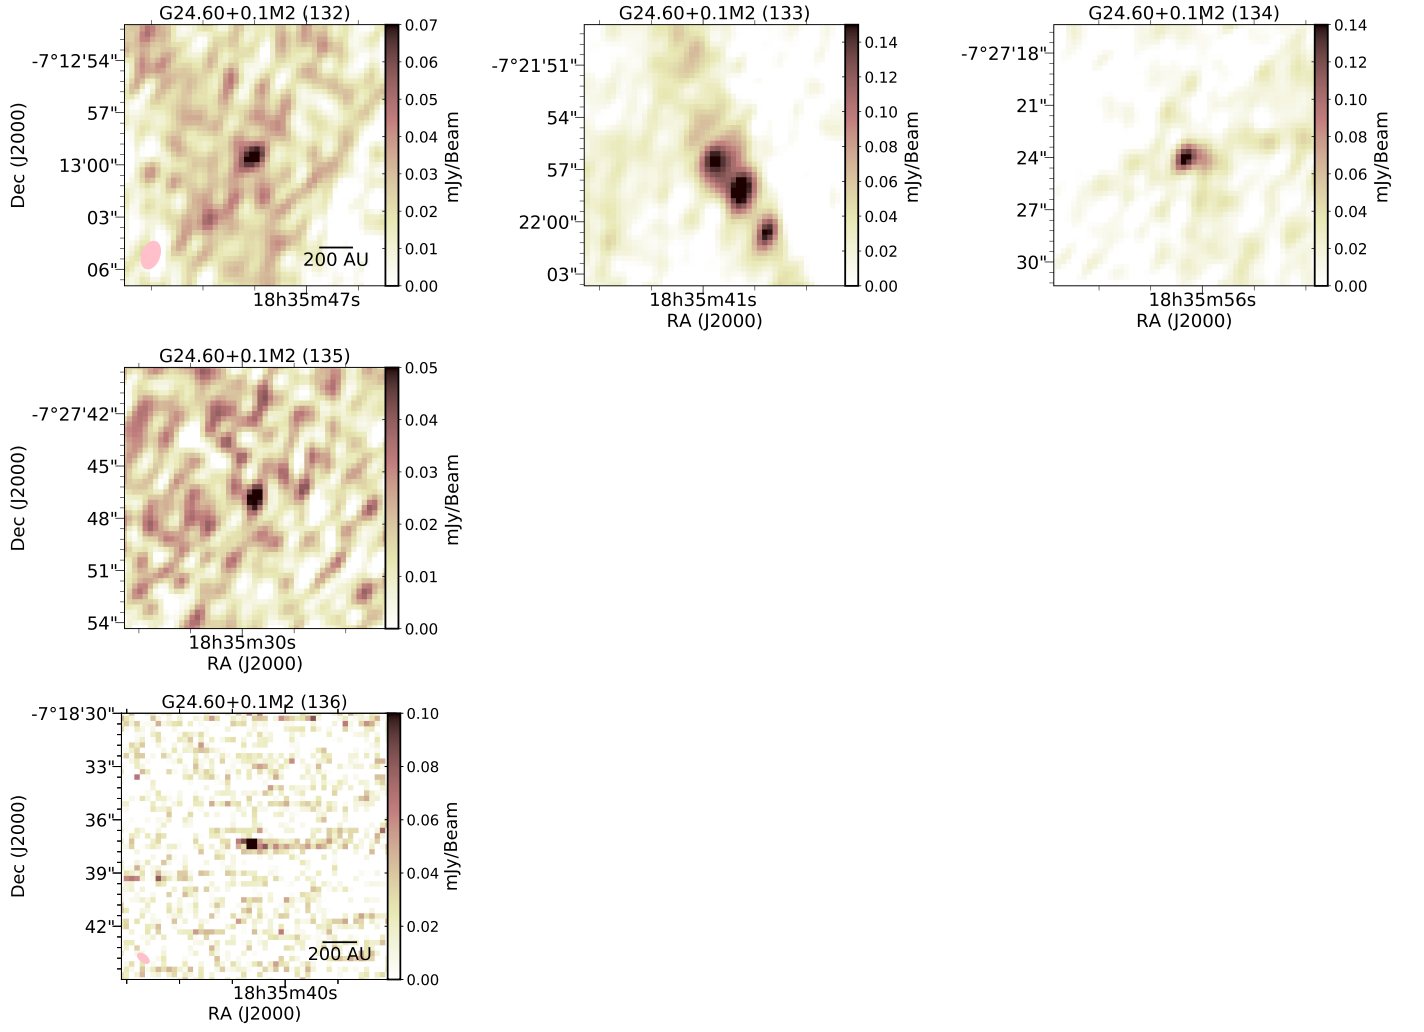 G24.60+0.1M2 (132)
Dec (J2000)
-7°12'54"
57"
13'00"
03"
06"
200 AU
18h35m47s
0.07
0.06
0.05
0.04
0.03
0.02
0.01
0.00
mJy/Beam
G24.60+0.1M2 (133)
-7°21'51"
54"
57"
22'00"
03"
18h35m41s
RA (J2000)
0.14
0.12
0.10
0.08
0.06
0.04
0.02
0.00
mJy/Beam
G24.60+0.1M2 (134)
-7°27'18"
21"
24"
27"
30"
18h35m56s
RA (J2000)
0.14
0.12
0.10
0.08
0.06
0.04
0.02
0.00
mJy/Beam
G24.60+0.1M2 (135)
Dec (J2000)
-7°27'42"
45"
48"
51"
54"
18h35m30s
RA (J2000)
0.05
0.04
0.03
0.02
0.01
0.00
mJy/Beam
G24.60+0.1M2 (136)
Dec (J2000)
-7°18'30"
33"
36"
39"
42"
200 AU
18h35m40s
RA (J2000)
0.10
0.08
0.06
0.04
0.02
0.00
mJy/Beam